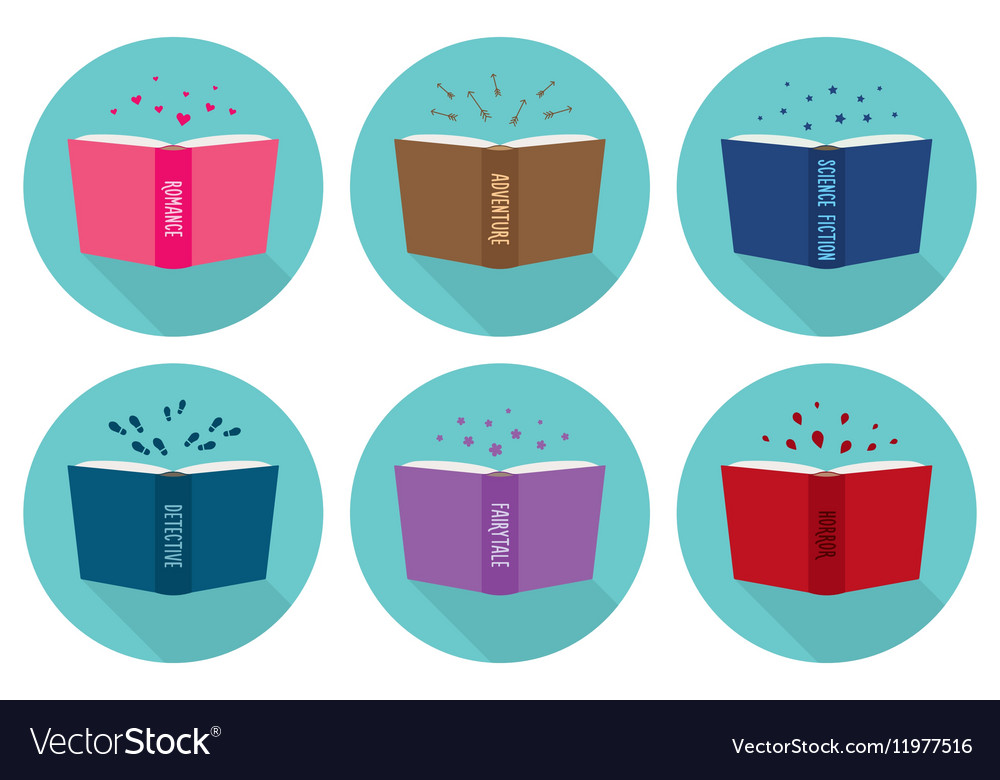 ROMANCE
ADVENTURE
SCIENCE FICTION
DETECTIVE
FAIRYTALE
HORROR
VectorStock®
VectorStock.com/11977516